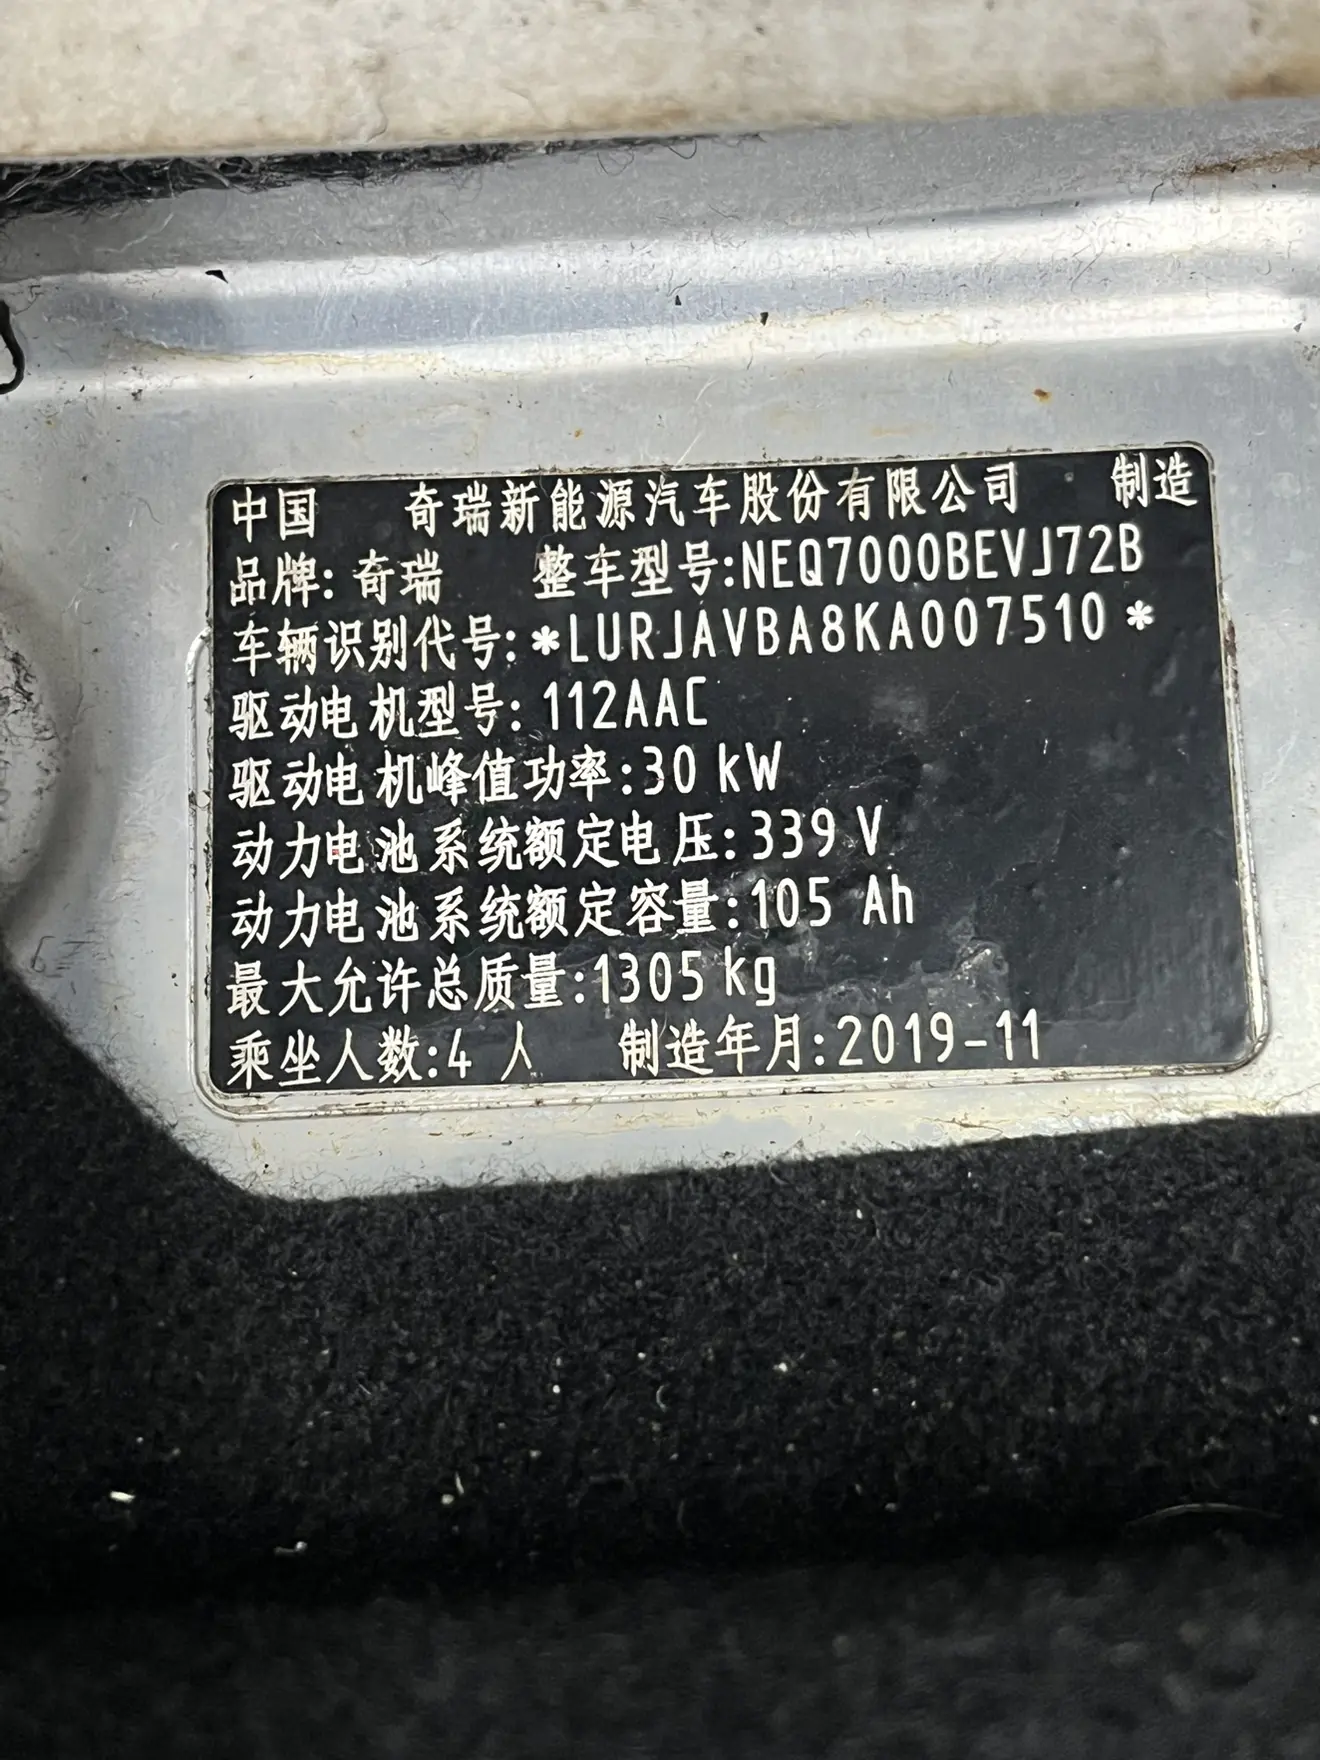 中国 奇瑞新能源汽车股份有限公司 制造
品牌:奇瑞 整车型号:NEQ7000BEVJ72B
车辆识别代号:*LURJAVBA8KA007510*
驱动电机型号:112AAC
驱动电机峰值功率:30 kW
动力电池系统额定电压:339 V
动力电池系统额定容量:105 Ah
最大允许总质量:1305kg
乘坐人数:4 人 制造年月:2019-11